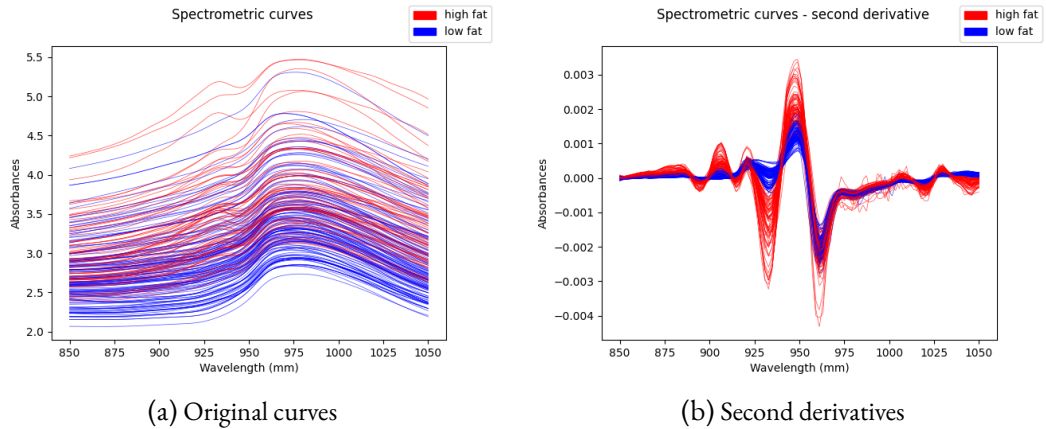 Spectrometric curves
high fat
low fat
5.5
5.0
4.5
4.0
3.5
3.0
2.5
2.0
Absorbances
850 875 900 925 950 975 1000 1025 1050
Wavelength (mm)
(a) Original curves
Spectrometric curves - second derivative
high fat
low fat
0.003
0.002
0.001
0.000
−0.001
−0.002
−0.003
−0.004
Absorbances
850 875 900 925 950 975 1000 1025 1050
Wavelength (mm)
(b) Second derivatives